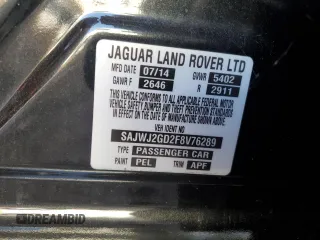 JAGUAR LAND ROVER LTD
MFD DATE 07/14 GVWR 5402
GAWR F 2646 R 2911
THIS VEHICLE CONFORMS TO ALL APPLICABLE FEDERAL MOTOR
VEHICLE SAFETY, BUMPER AND THEFT PREVENTION STANDARDS
IN EFFECT ON THE DATE OF MANUFACTURE SHOWN ABOVE.
VEH IDENT NO
SAJWJ2GD2F8V76289
TYPE PASSENGER CAR
PAINT PEL TRIM APF
DREAMBID